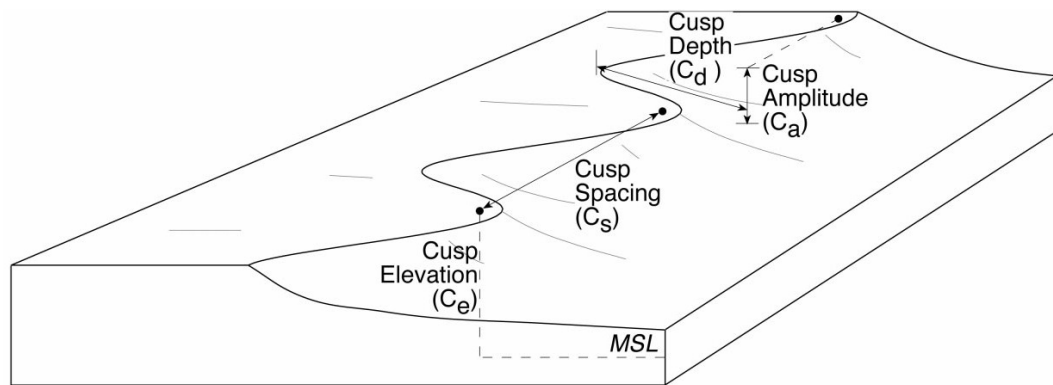 Cusp
Depth
(Cd)
Cusp
Amplitude
(Ca)
Cusp
Spacing
(Cs)
Cusp
Elevation
(Ce)
MSL